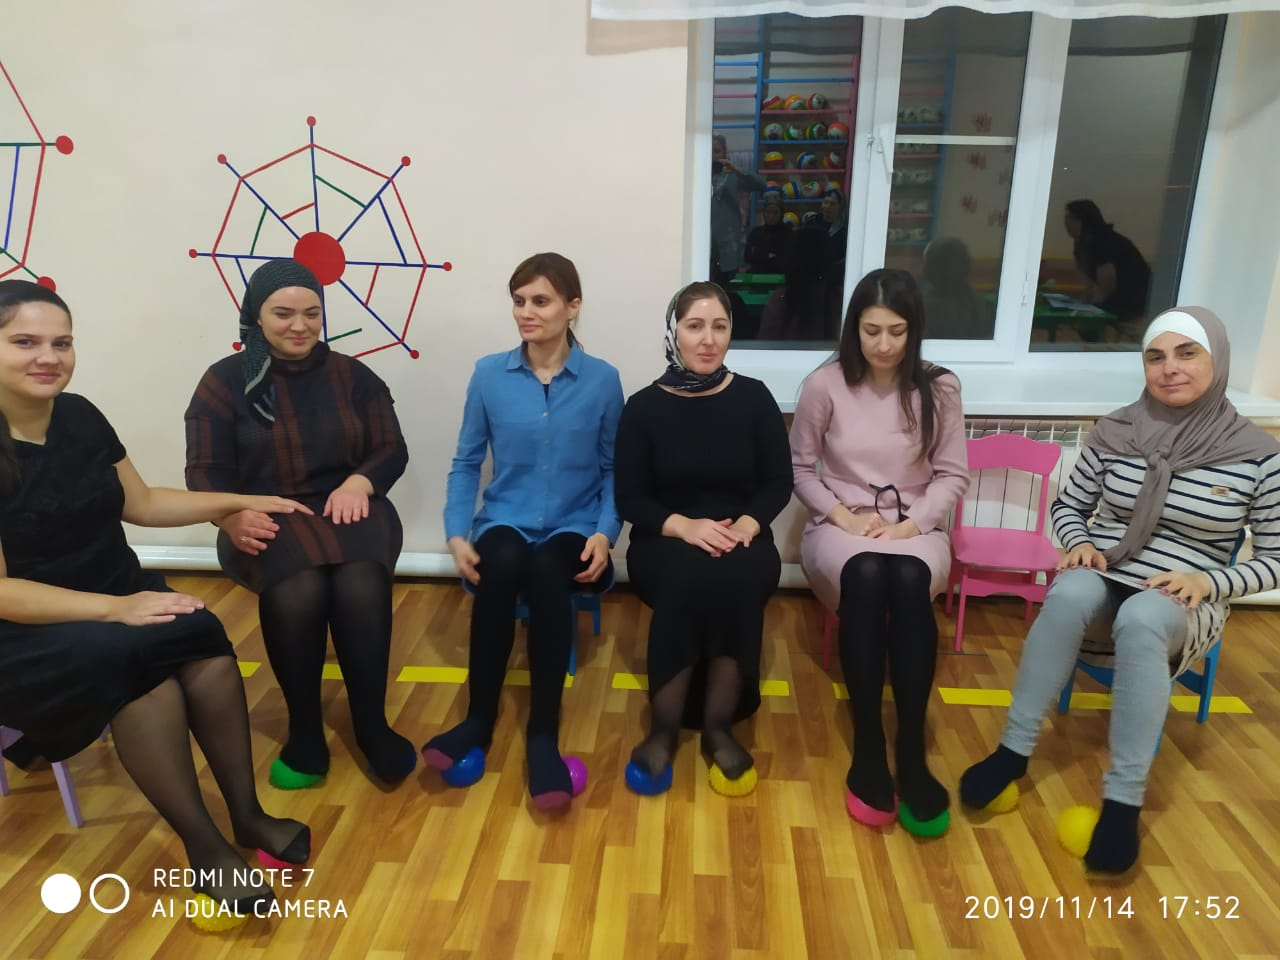 REDMI NOTE 7
AI DUAL CAMERA
2019/11/14 17:52